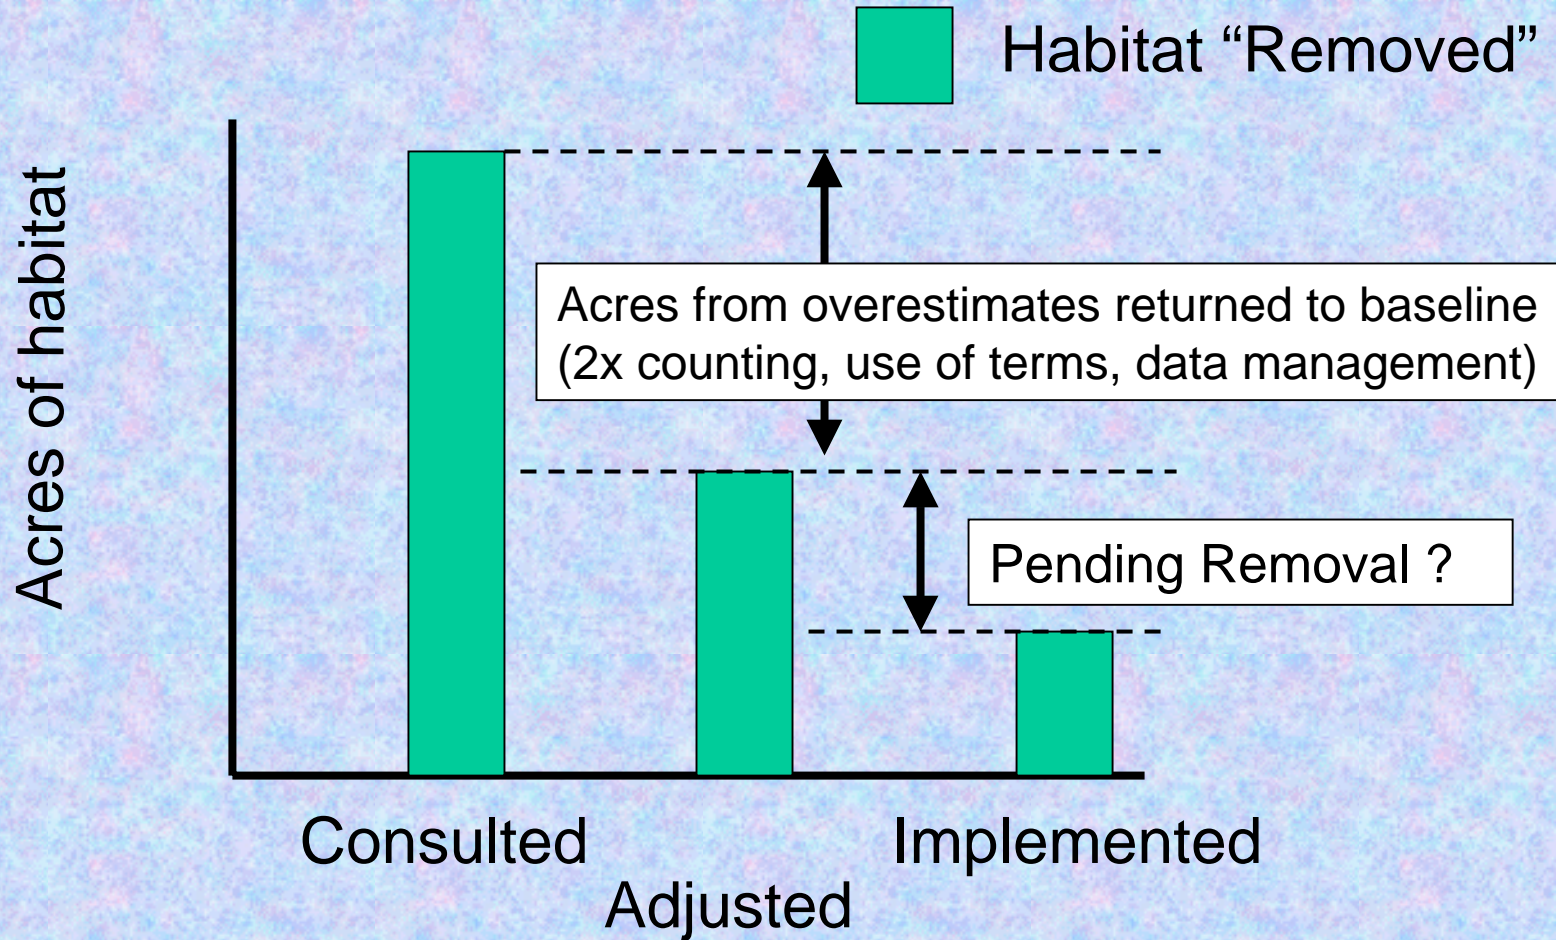 Habitat “Removed”
Acres of habitat
Acres from overestimates returned to baseline
(2x counting, use of terms, data management)
Pending Removal ?
Consulted
Implemented
Adjusted